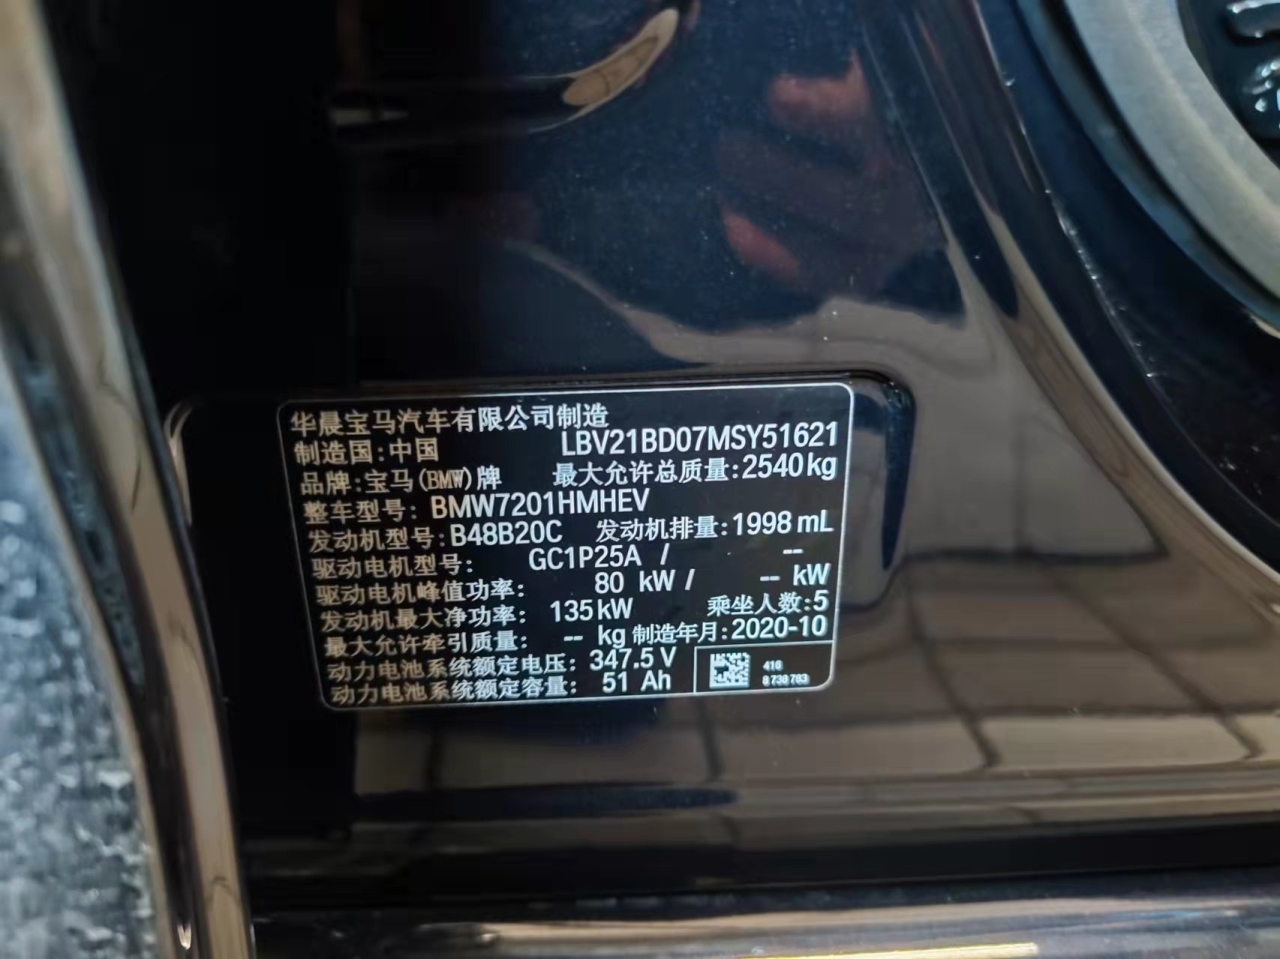 华晨宝马汽车有限公司制造
制造国:中国 LBV21BD07MSY51621
品牌:宝马(BMW)牌 最大允许总质量:2540kg
整车型号: BMW7201HMHEV
发动机型号:B48B20C 发动机排量:1998mL
驱动电机型号: GC1P25A / --
驱动电机峰值功率: 80 kW / -- kW
发动机最大净功率: 135kW 乘坐人数:5
最大允许牵引质量: -- kg 制造年月:2020-10
动力电池系统额定电压: 347.5 V
动力电池系统额定容量: 51 Ah
416
8 730 763